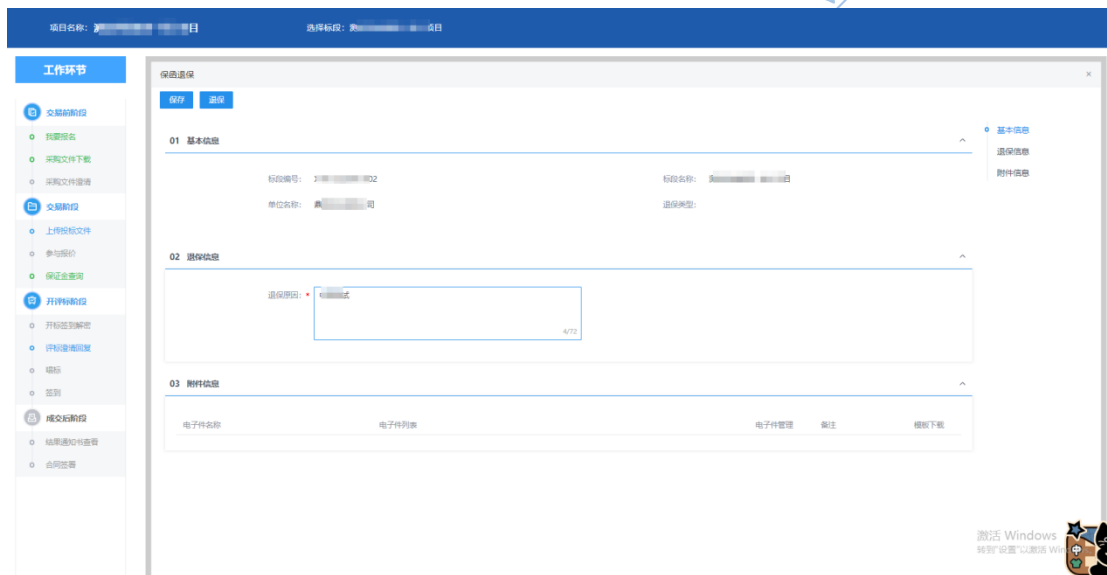 项目名称: 目
选择标段: 项目
工作环节
交易前阶段
我要报名
采购文件下载
采购文件澄清
交易阶段
上传投标文件
参与报价
保证金查询
开评标阶段
开标签到解密
评标澄清回复
唱标
签到
成交后阶段
结果通知书查看
合同签署
保函退保
×
保存 退保
01 基本信息
标段编号: 02
标段名称: 目
单位名称: 司
退保类型:
02 退保信息
退保原因: * 试
4/72
03 附件信息
电子件名称 电子件列表 电子件管理 备注 模板下载
基本信息
退保信息
附件信息
激活 Windows
转到"设置"以激活 Win
中